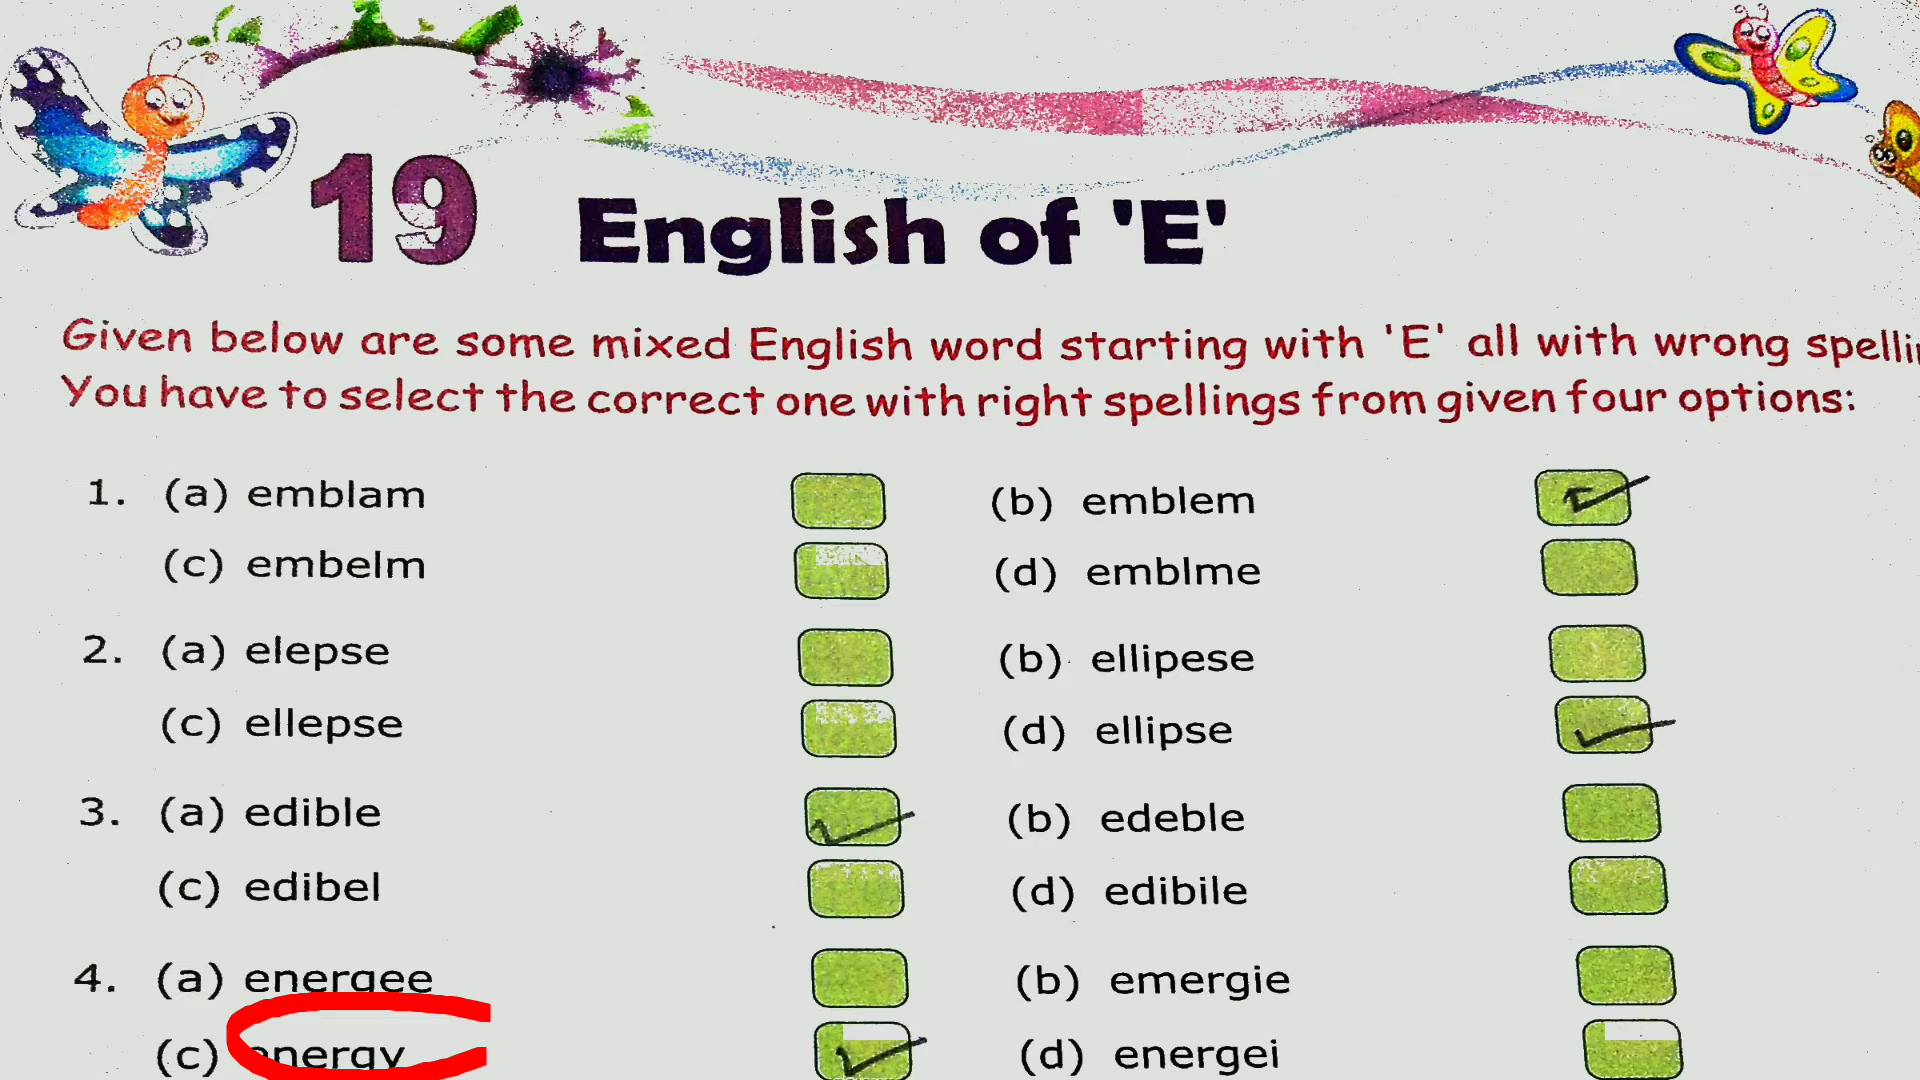 19 English of 'E'
Given below are some mixed English word starting with 'E' all with wrong
You have to select the correct one with right spellings from given four options:
1. (a) emblam (b) emblem
(c) embelm (d) emblme
2. (a) elepse (b) ellipese
(c) ellepse (d) ellipse
3. (a) edible (b) edeble
(c) edibel (d) edibile
4. (a) energee (b) emergie
(c) energy (d) energei